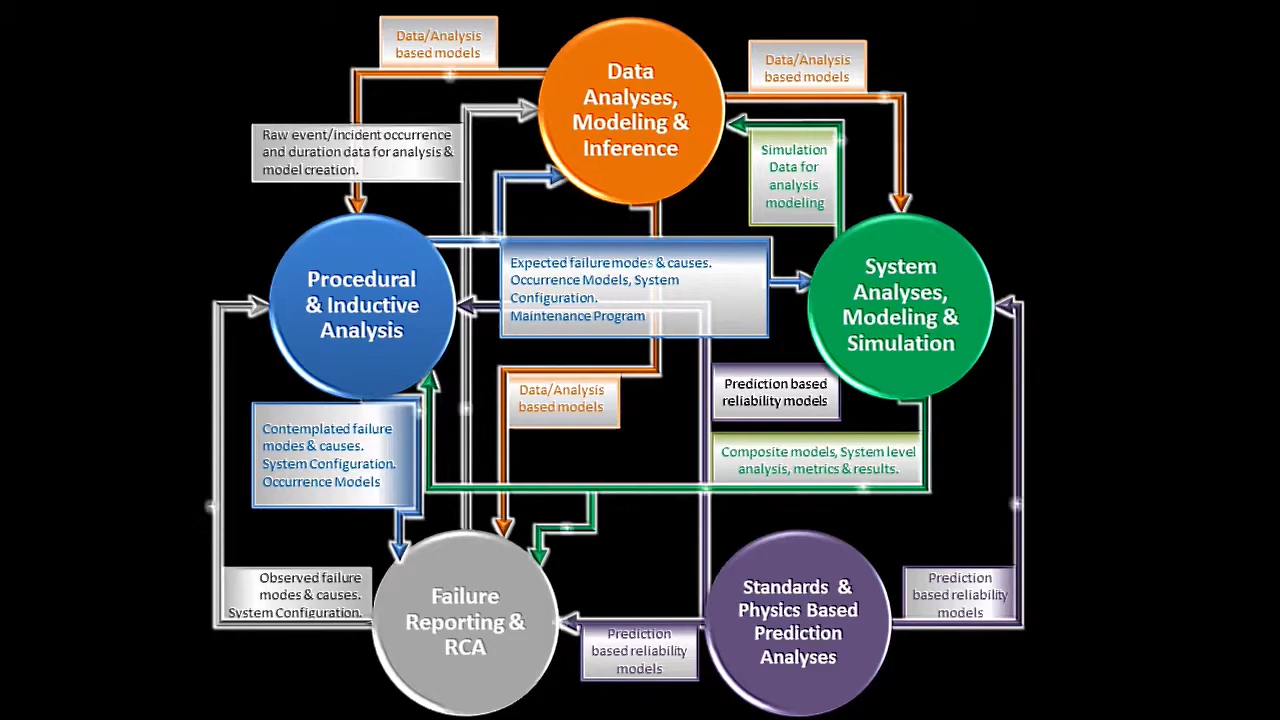 Data/Analysis
based models
Data
Analyses,
Modeling &
Inference
Data/Analysis
based models
Raw event/incident occurrence
and duration data for analysis &
model creation.
Simulation
Data for
analysis
modeling
Procedural
& Inductive
Analysis
Expected failure modes & causes.
Occurrence Models, System
Configuration.
Maintenance Program
System
Analyses,
Modeling &
Simulation
Data/Analysis
based models
Prediction based
reliability models
Contemplated failure
modes & causes.
System Configuration.
Occurrence Models
Composite models, System level
analysis, metrics & results.
Observed failure
modes & causes.
System Configuration.
Failure
Reporting &
RCA
Prediction
based reliability
models
Standards &
Physics Based
Prediction
Analyses
Prediction
based reliability
models